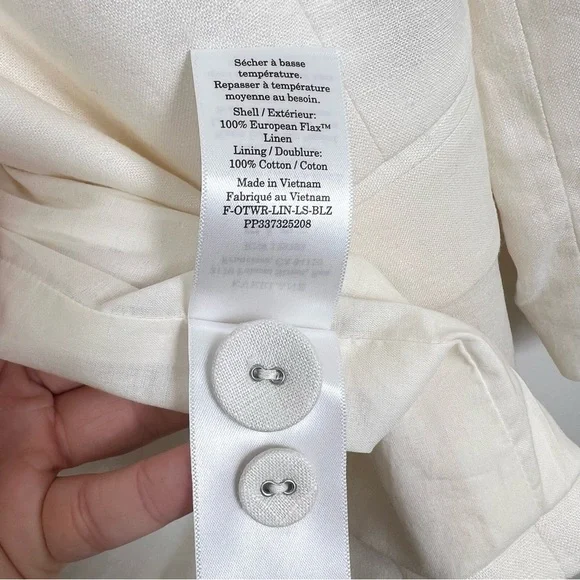 Sécher à basse
température.
Repasser à température
moyenne au besoin.
Shell / Extérieur:
100% European Flax™
Linen
Lining / Doublure:
100% Cotton / Coton
Made in Vietnam
Fabriqué au Vietnam
F-OTWR-LIN-LS-BLZ
PP337325208